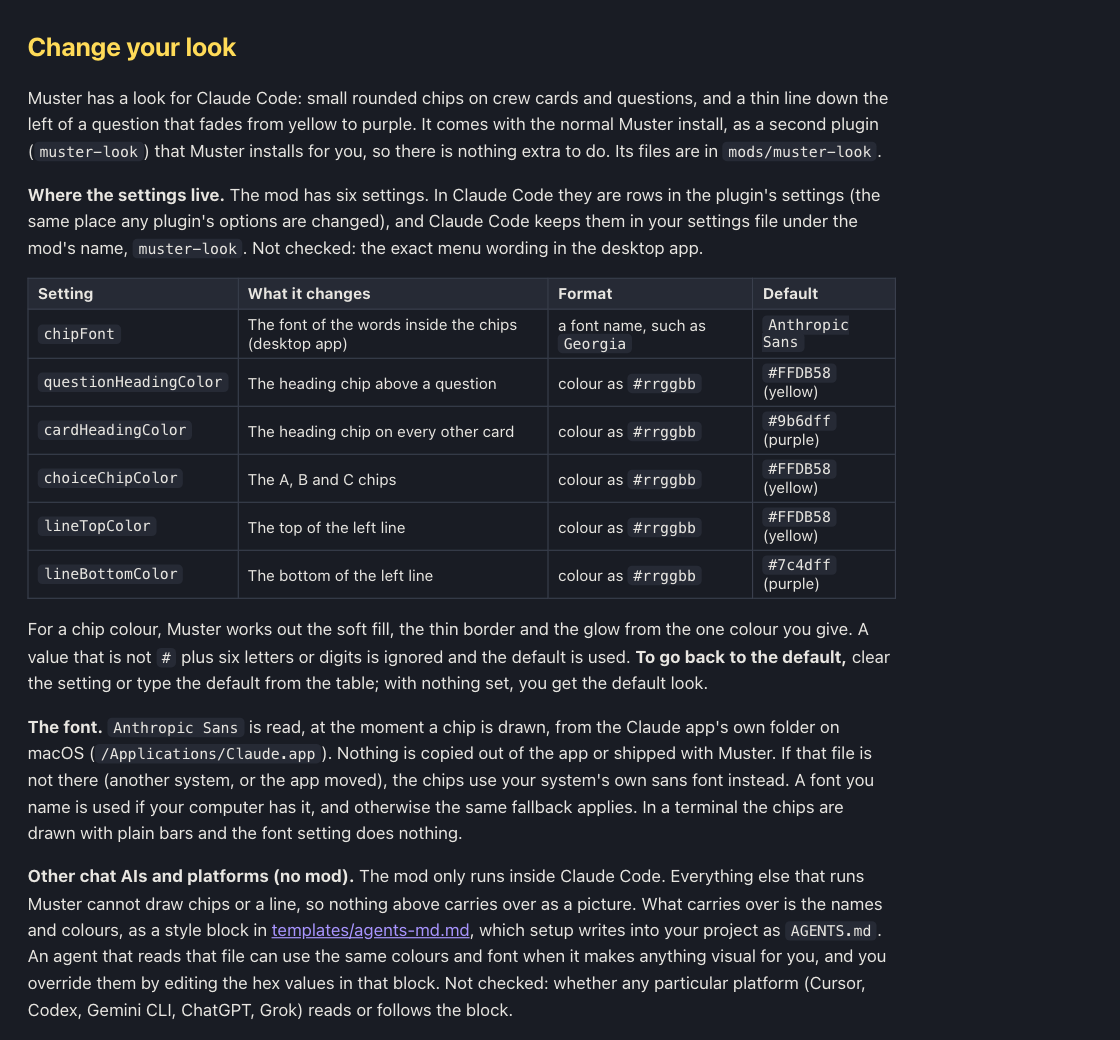 Change your look
Muster has a look for Claude Code: small rounded chips on crew cards and questions, and a thin line down the
left of a question that fades from yellow to purple. It comes with the normal Muster install, as a second plugin
( muster-look ) that Muster installs for you, so there is nothing extra to do. Its files are in mods/muster-look .
Where the settings live. The mod has six settings. In Claude Code they are rows in the plugin's settings (the
same place any plugin's options are changed), and Claude Code keeps them in your settings file under the
mod's name, muster-look . Not checked: the exact menu wording in the desktop app.
Setting What it changes Format Default
chipFont The font of the words inside the chips (desktop app) a font name, such as Georgia Anthropic Sans
questionHeadingColor The heading chip above a question colour as #rrggbb #FFDB58 (yellow)
cardHeadingColor The heading chip on every other card colour as #rrggbb #9b6dff (purple)
choiceChipColor The A, B and C chips colour as #rrggbb #FFDB58 (yellow)
lineTopColor The top of the left line colour as #rrggbb #FFDB58 (yellow)
lineBottomColor The bottom of the left line colour as #rrggbb #7c4dff (purple)
For a chip colour, Muster works out the soft fill, the thin border and the glow from the one colour you give. A
value that is not # plus six letters or digits is ignored and the default is used. To go back to the default, clear
the setting or type the default from the table; with nothing set, you get the default look.
The font. Anthropic Sans is read, at the moment a chip is drawn, from the Claude app's own folder on
macOS ( /Applications/Claude.app ). Nothing is copied out of the app or shipped with Muster. If that file is
not there (another system, or the app moved), the chips use your system's own sans font instead. A font you
name is used if your computer has it, and otherwise the same fallback applies. In a terminal the chips are
drawn with plain bars and the font setting does nothing.
Other chat AIs and platforms (no mod). The mod only runs inside Claude Code. Everything else that runs
Muster cannot draw chips or a line, so nothing above carries over as a picture. What carries over is the names
and colours, as a style block in templates/agents-md.md, which setup writes into your project as AGENTS.md .
An agent that reads that file can use the same colours and font when it makes anything visual for you, and you
override them by editing the hex values in that block. Not checked: whether any particular platform (Cursor,
Codex, Gemini CLI, ChatGPT, Grok) reads or follows the block.